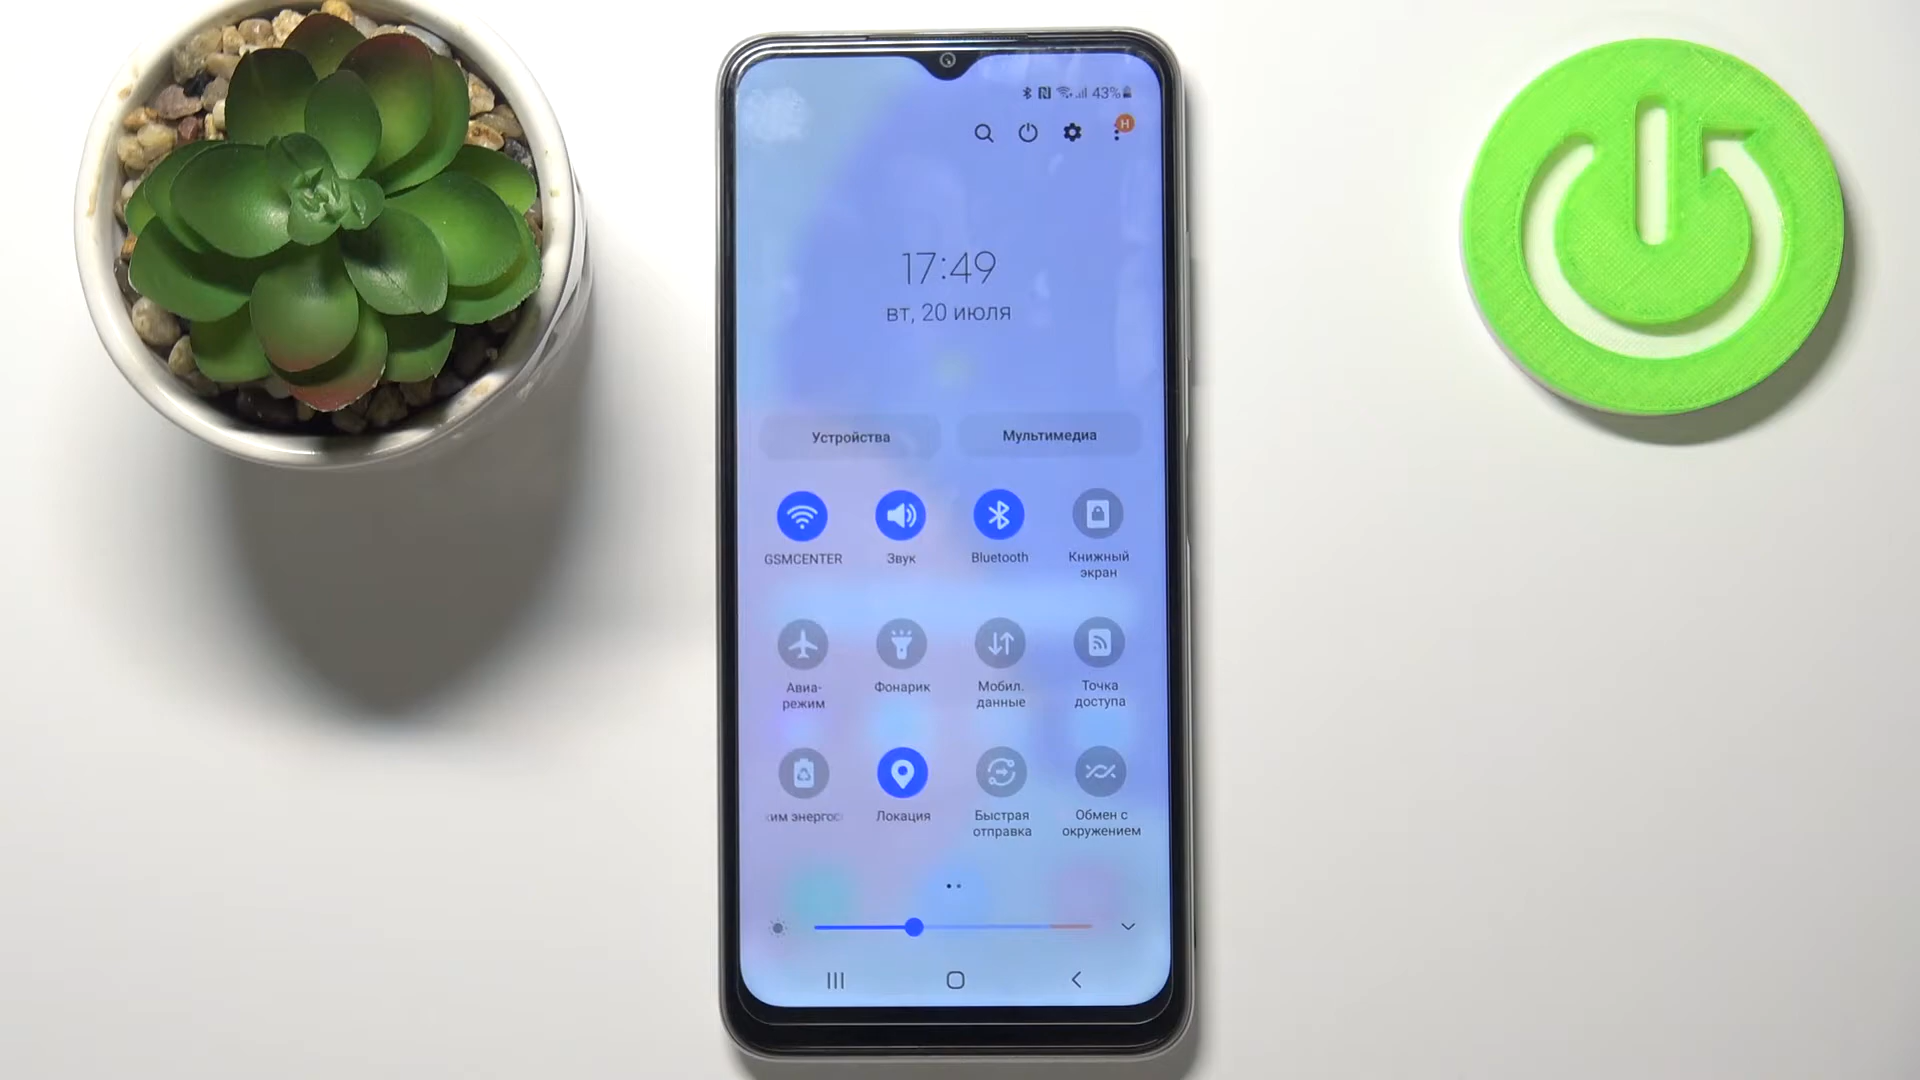 43%
H
17:49
вт, 20 июля
Устройства
Мультимедиа
GSMCENTER
Звук
Bluetooth
Книжный
экран
Авиа-
режим
Фонарик
Мобил.
данные
Точка
доступа
им энергос
Локация
Быстрая
отправка
Обмен с
окружением